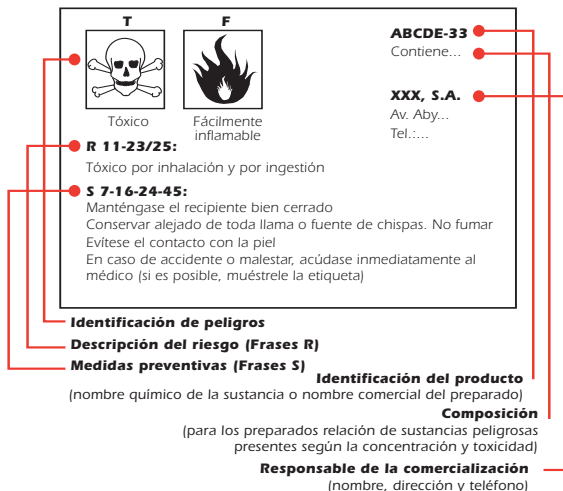 T
F
Tóxico
Fácilmente
inflamable
ABCDE-33
Contiene...
XXX, S.A.
Av. Aby...
Tel.:...
R 11-23/25:
Tóxico por inhalación y por ingestión
S 7-16-24-45:
Manténgase el recipiente bien cerrado
Conservar alejado de toda llama o fuente de chispas. No fumar
Evítese el contacto con la piel
En caso de accidente o malestar, acúdase inmediatamente al
médico (si es posible, muéstrele la etiqueta)
Identificación de peligros
Descripción del riesgo (Frases R)
Medidas preventivas (Frases S)
Identificación del producto
(nombre químico de la sustancia o nombre comercial del preparado)
Composición
(para los preparados relación de sustancias peligrosas
presentes según la concentración y toxicidad)
Responsable de la comercialización
(nombre, dirección y teléfono)